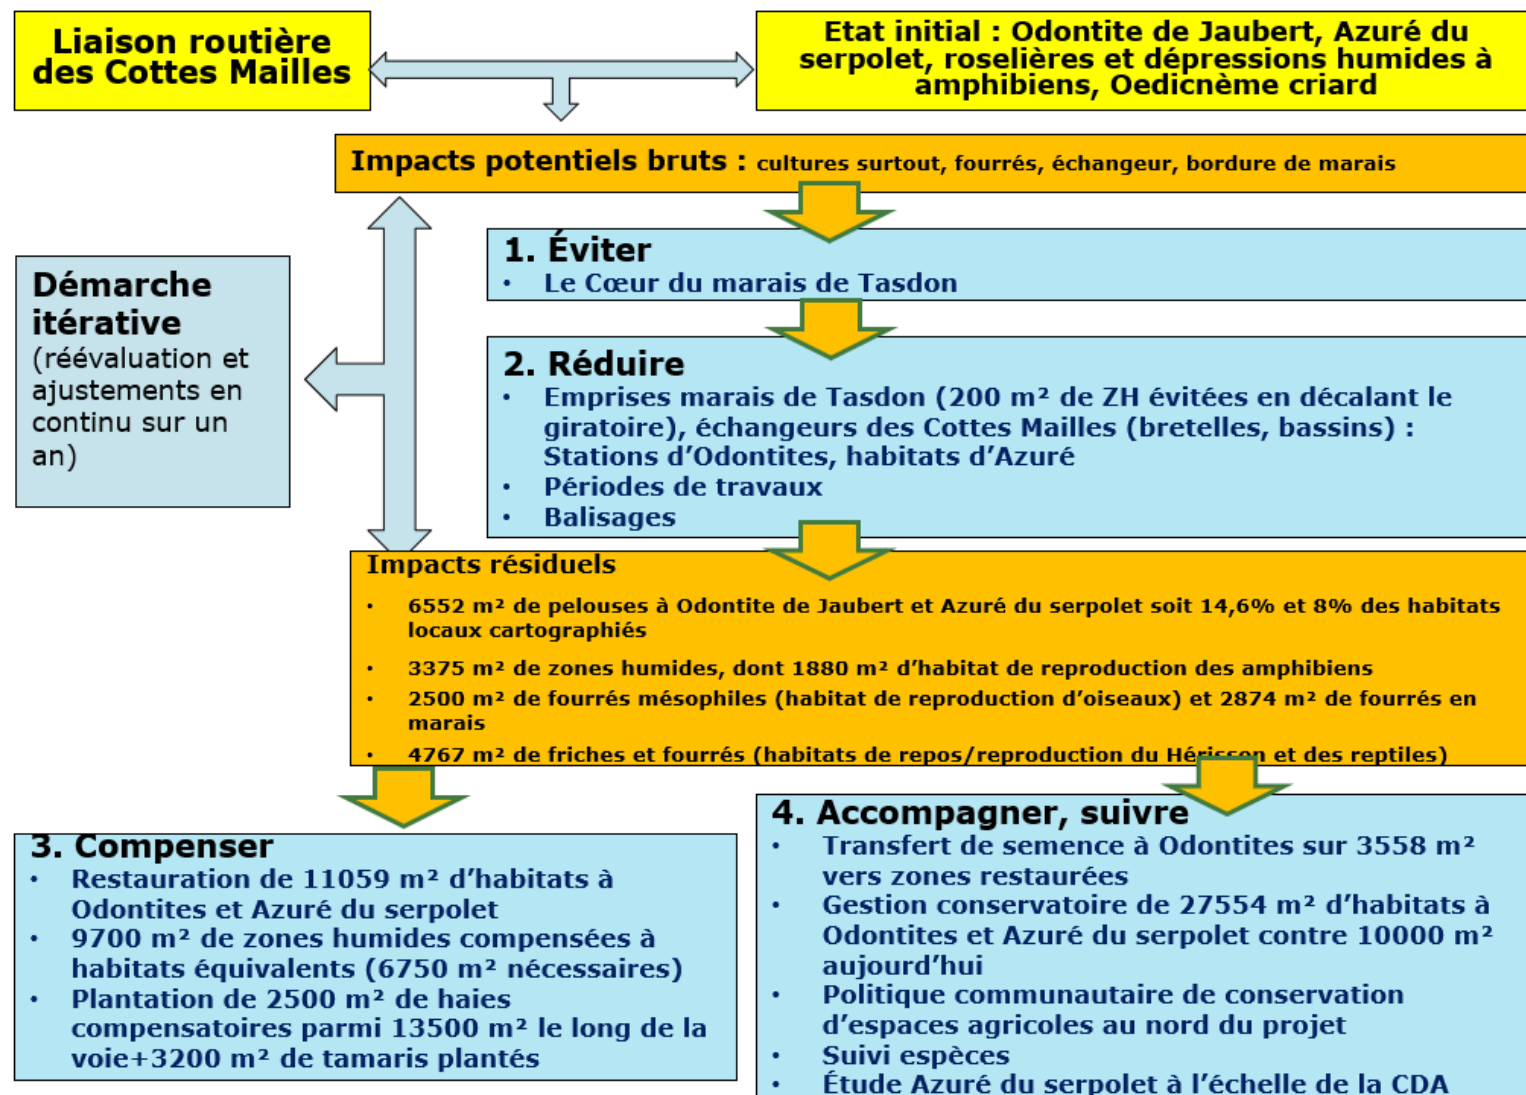 Liaison routière
des Cottes Mailles
Etat initial : Odontite de Jaubert, Azuré du
serpolet, roselières et dépressions humides à
amphibiens, Oedicnème criard
Impacts potentiels bruts : cultures surtout, fourrés, échangeur, bordure de marais
Démarche
itérative
(réévaluation et
ajustements en
continu sur un
an)
1. Éviter
• Le Cœur du marais de Tasdon
2. Réduire
• Emprises marais de Tasdon (200 m² de ZH évitées en décalant le
giratoire), échangeurs des Cottes Mailles (bretelles, bassins) :
Stations d'Odontites, habitats d'Azuré
• Périodes de travaux
• Balisages
Impacts résiduels
• 6552 m² de pelouses à Odontite de Jaubert et Azuré du serpolet soit 14,6% et 8% des habitats
locaux cartographiés
• 3375 m² de zones humides, dont 1880 m² d'habitat de reproduction des amphibiens
• 2500 m² de fourrés mésophiles (habitat de reproduction d'oiseaux) et 2874 m² de fourrés en
marais
• 4767 m² de friches et fourrés (habitats de repos/reproduction du Hérisson et des reptiles)
3. Compenser
• Restauration de 11059 m² d'habitats à
Odontites et Azuré du serpolet
• 9700 m² de zones humides compensées à
habitats équivalents (6750 m² nécessaires)
• Plantation de 2500 m² de haies
compensatoires parmi 13500 m² le long de la
voie+3200 m² de tamaris plantés
4. Accompagner, suivre
• Transfert de semence à Odontites sur 3558 m²
vers zones restaurées
• Gestion conservatoire de 27554 m² d'habitats à
Odontites et Azuré du serpolet contre 10000 m²
aujourd'hui
• Politique communautaire de conservation
d'espaces agricoles au nord du projet
• Suivi espèces
• Étude Azuré du serpolet à l'échelle de la CDA